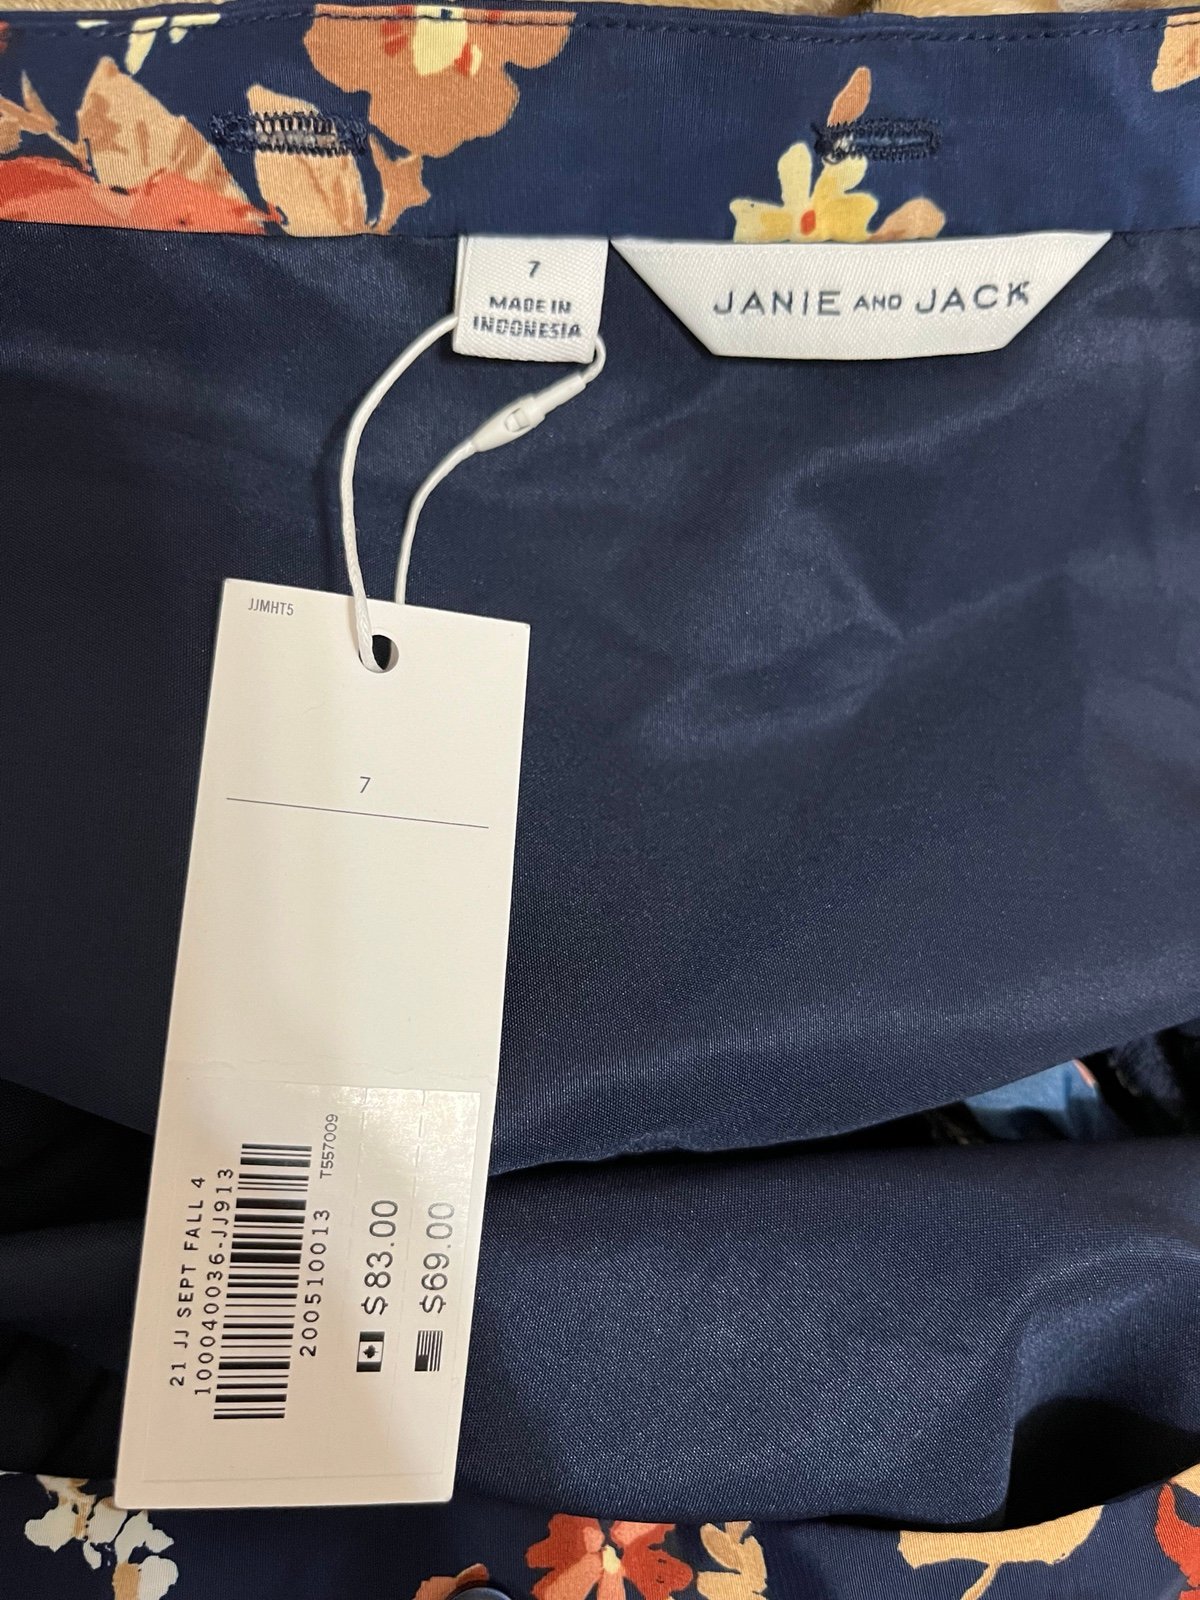 7
MADE IN
INDONESIA
JANIE AND JACK
JJMHT5
7
21 JJ SEPT FALL 4
100040036-JJ913
200510013
T557009
$83.00
$69.00